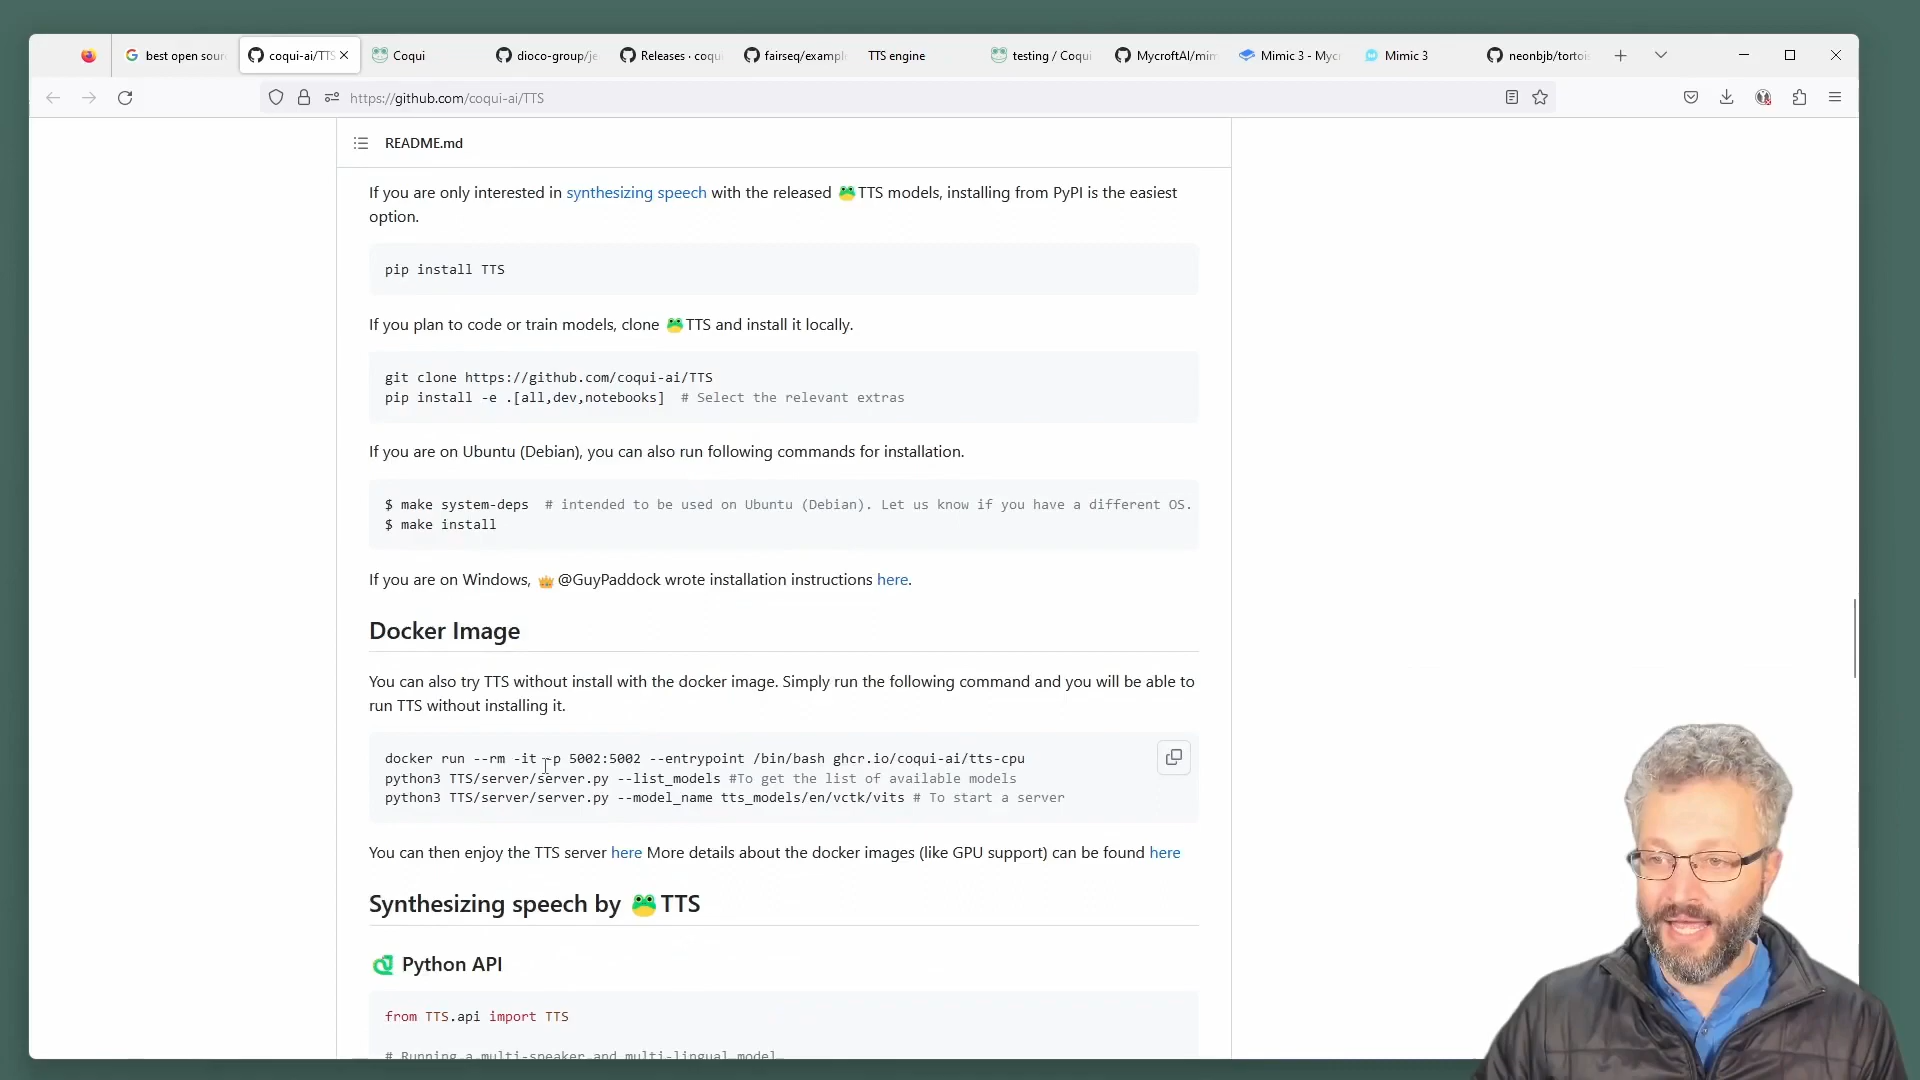 best open sour
coqui-ai/TTS
Coqui
dioco-group/je
Releases · coqu
fairseq/example
TTS engine
testing / Coqui
MycroftAI/mim
Mimic 3 - Mycr
Mimic 3
neonbjb/tortois
https://github.com/coqui-ai/TTS
README.md
If you are only interested in synthesizing speech with the released 🐸TTS models, installing from PyPI is the easiest
option.
pip install TTS
If you plan to code or train models, clone 🐸TTS and install it locally.
git clone https://github.com/coqui-ai/TTS
pip install -e .[all,dev,notebooks]  # Select the relevant extras
If you are on Ubuntu (Debian), you can also run following commands for installation.
$ make system-deps  # intended to be used on Ubuntu (Debian). Let us know if you have a different OS.
$ make install
If you are on Windows, 👑@GuyPaddock wrote installation instructions here.
Docker Image
You can also try TTS without install with the docker image. Simply run the following command and you will be able to
run TTS without installing it.
docker run --rm -it -p 5002:5002 --entrypoint /bin/bash ghcr.io/coqui-ai/tts-cpu
python3 TTS/server/server.py --list_models #To get the list of available models
python3 TTS/server/server.py --model_name tts_models/en/vctk/vits # To start a server
You can then enjoy the TTS server here More details about the docker images (like GPU support) can be found here
Synthesizing speech by 🐸TTS
Python API
from TTS.api import TTS
# Running a multi-speaker and multi-lingual model